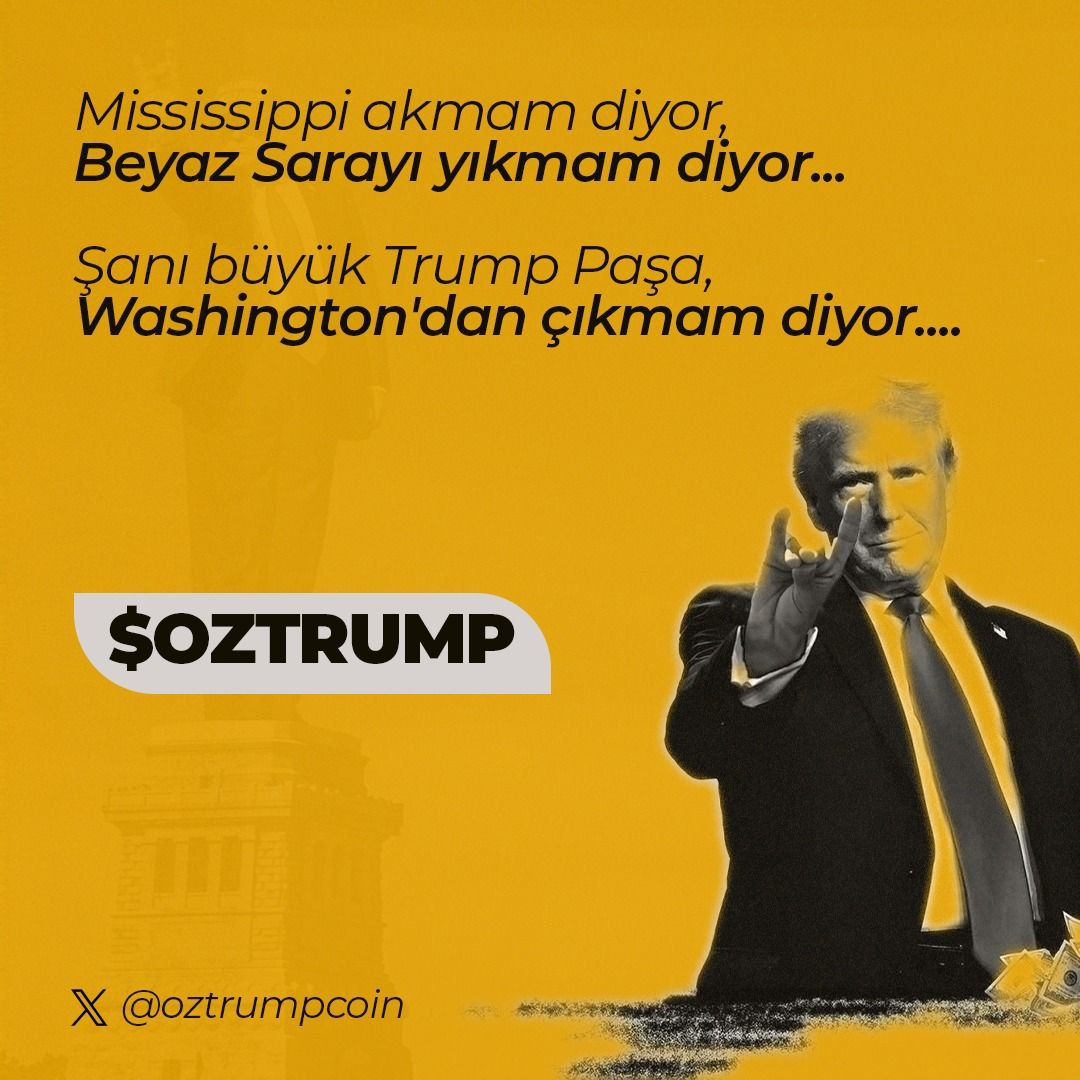 Mississippi akmam diyor,
Beyaz Sarayı yıkmam diyor...
Şanı büyük Trump Paşa,
Washington'dan çıkmam diyor....
$OZTRUMP
X @oztrumpcoin